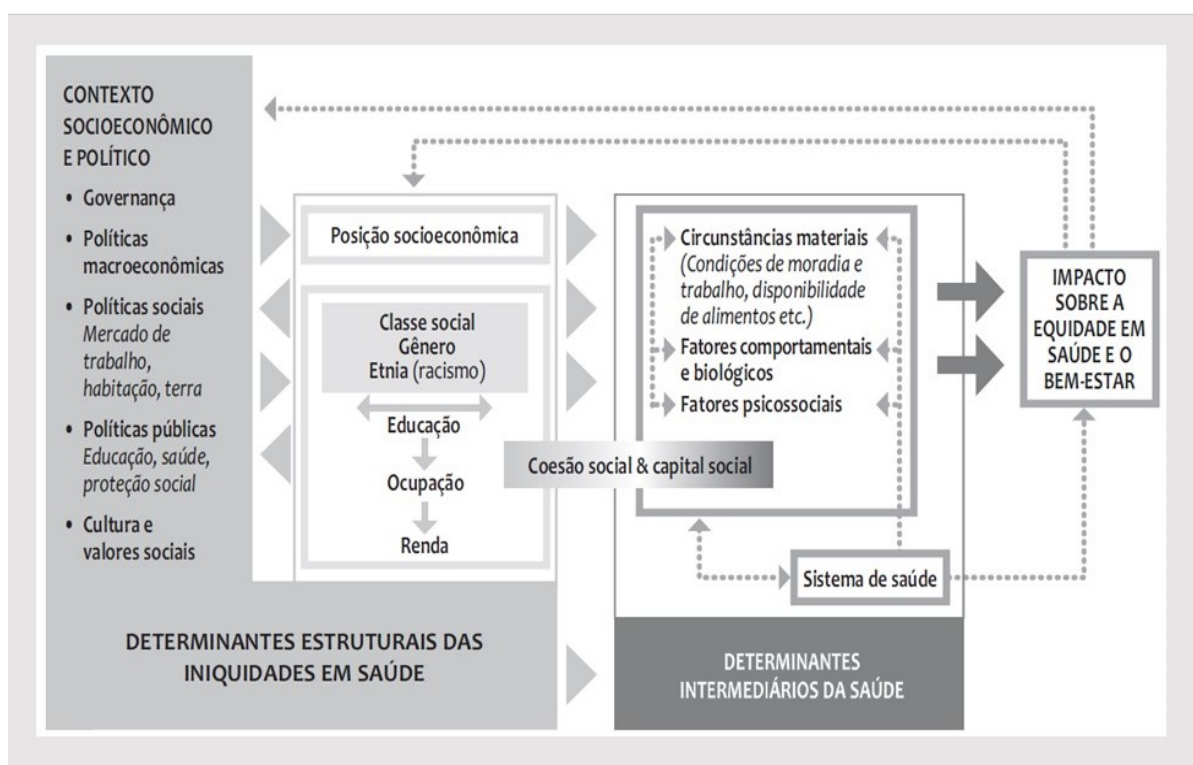 CONTEXTO
SOCIOECONÔMICO
E POLÍTICO
• Governança
• Políticas
macroeconômicas
• Políticas sociais
Mercado de
trabalho,
habitação, terra
• Políticas públicas
Educação, saúde,
proteção social
• Cultura e
valores sociais
Posição socioeconômica
Classe social
Gênero
Etnia (racismo)
Educação
Ocupação
Renda
Coesão social & capital social
Circunstâncias materiais
(Condições de moradia e
trabalho, disponibilidade
de alimentos etc.)
Fatores comportamentais
e biológicos
Fatores psicossociais
Sistema de saúde
IMPACTO
SOBRE A
EQUIDADE EM
SAÚDE E O
BEM-ESTAR
DETERMINANTES ESTRUTURAIS DAS
INIQUIDADES EM SAÚDE
DETERMINANTES
INTERMEDIÁRIOS DA SAÚDE